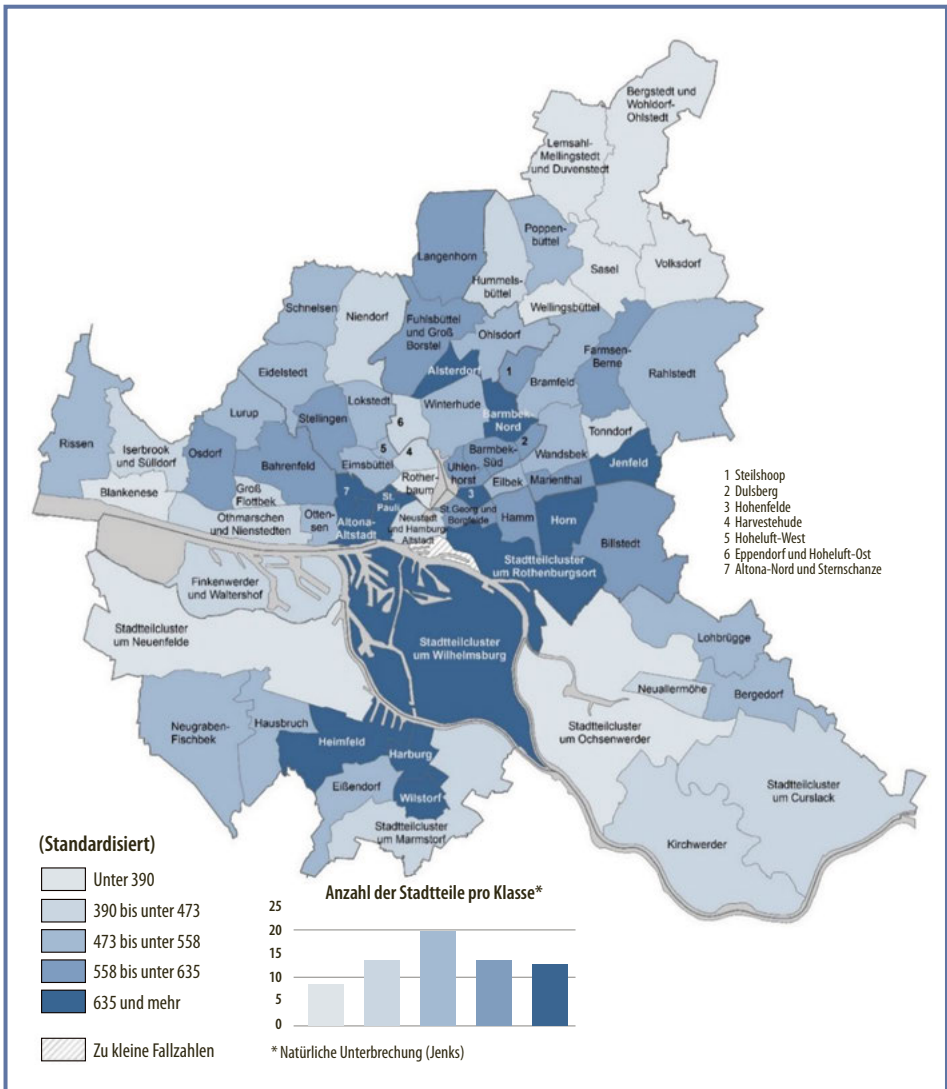 Bergstedt und
Wohldorf-
Ohlstedt
Lemsahl-
Mellingstedt
und Duvenstedt
Poppen-
büttel
Langenhorn
Sasel
Volksdorf
Hummels-
büttel
Schnelsen
Niendorf
Wellingsbüttel
Fuhlsbüttel
und Groß
Borstel
Ohlsdorf
Farmsen-
Berne
Eidelstedt
Alsterdorf
1
Bramfeld
Rahlstedt
Lokstedt
Winterhude
Lurup
Stellingen
6
Barmbek-
Nord
Tonndorf
Rissen
Iserbrook
und Sülldorf
Osdorf
Bahrenfeld
5
4
Eimsbüttel
Barmbek-
Süd
2
Wandsbek
Jenfeld
Uhlen-
horst
Eilbek
Marienthal
Blankenese
Groß
Flottbek
7
St.
Pauli
Rother-
baum
3
Othmarschen
und Nienstedten
Otten-
sen
Altona-
Altstadt
Neustadt
und Hamburg-
Altstadt
St.Georg und
Borgfelde
Hamm
Horn
Billstedt
Stadtteilcluster
um Rothenburgsort
1 Steilshoop
2 Dulsberg
3 Hohenfelde
4 Harvestehude
5 Hoheluft-West
6 Eppendorf und Hoheluft-Ost
7 Altona-Nord und Sternschanze
Finkenwerder
und Waltershof
Stadtteilcluster
um Neuenfelde
Stadtteilcluster
um Wilhelmsburg
Lohbrügge
Neuallermöhe
Bergedorf
Neugraben-
Fischbek
Hausbruch
Heimfeld
Harburg
Stadtteilcluster
um Ochsenwerder
Eißendorf
Wilstorf
Stadtteilcluster
um Curslack
Stadtteilcluster
um Marmstorf
Kirchwerder
(Standardisiert)
Unter 390
390 bis unter 473
473 bis unter 558
558 bis unter 635
635 und mehr
Zu kleine Fallzahlen
Anzahl der Stadtteile pro Klasse*
25
20
15
10
5
0
* Natürliche Unterbrechung (Jenks)